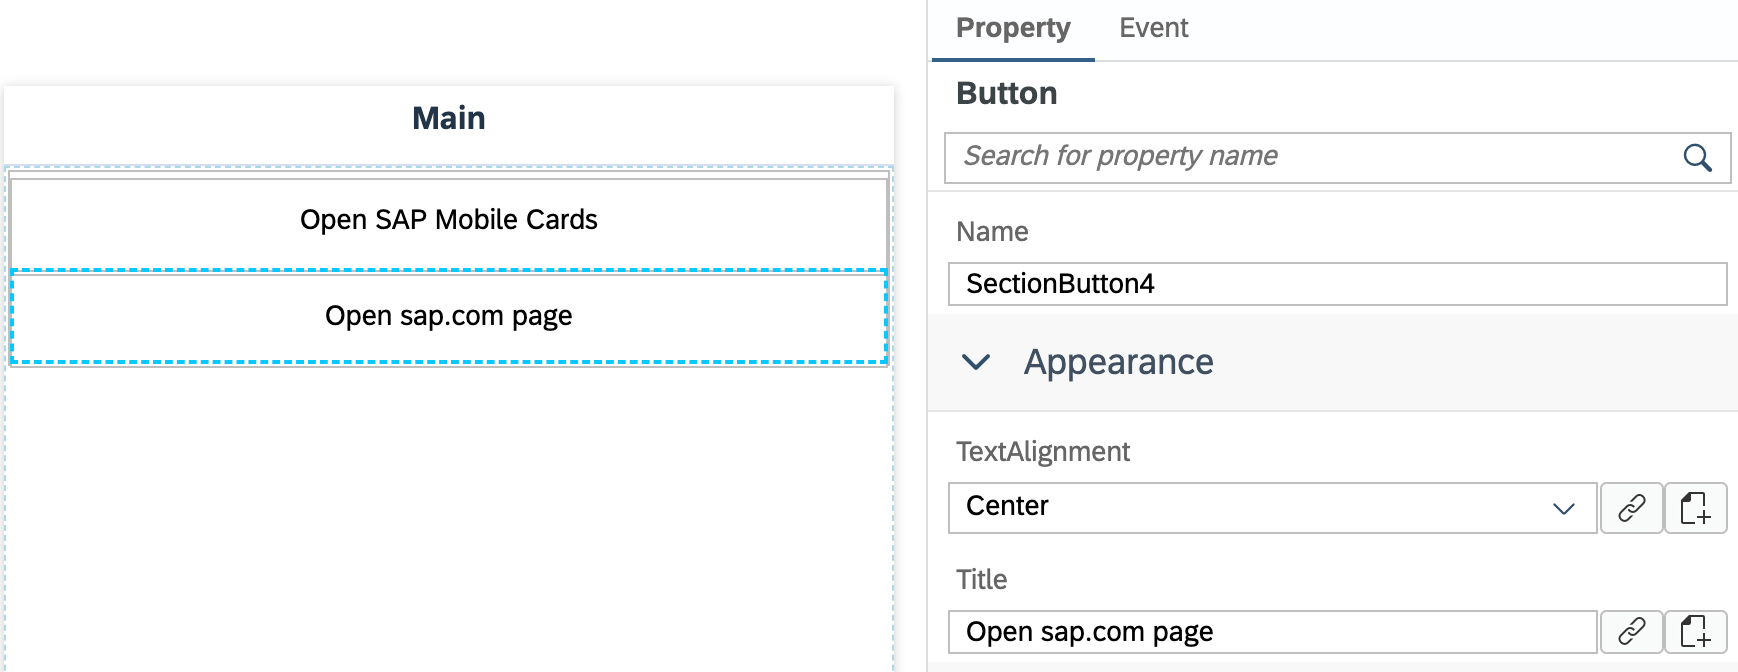 Main
Open SAP Mobile Cards
Open sap.com page
Property Event
Button
Search for property name
Name
SectionButton4
Appearance
TextAlignment
Center
Title
Open sap.com page